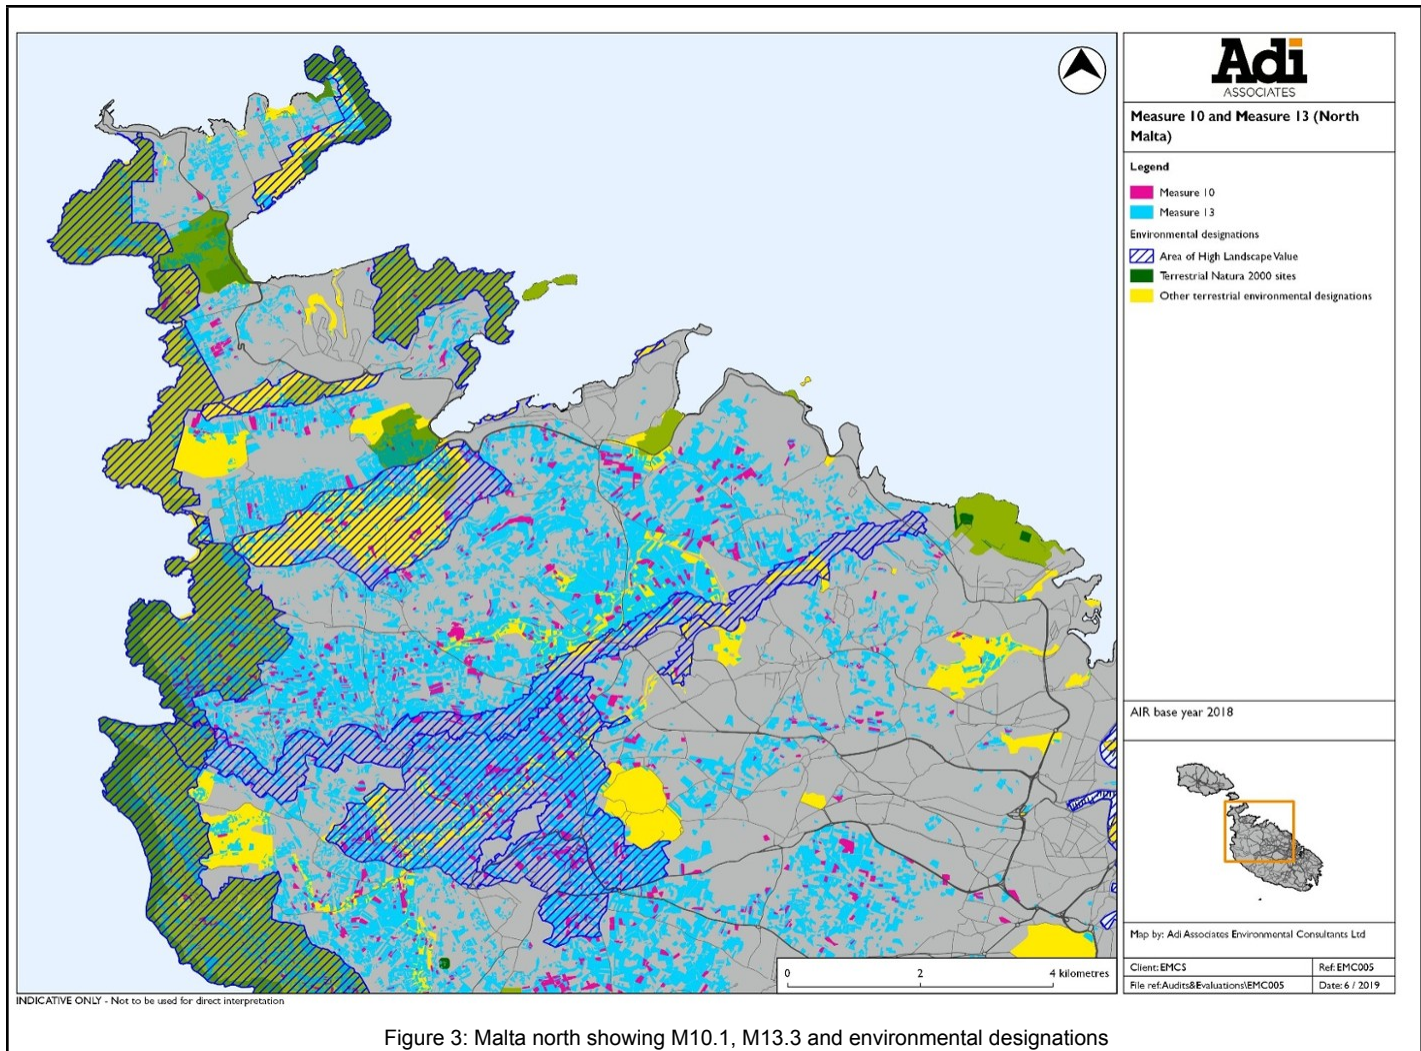 Adi
ASSOCIATES
Measure 10 and Measure 13 (North
Malta)
Legend
Measure 10
Measure 13
Environmental designations
Area of High Landscape Value
Terrestrial Natura 2000 sites
Other terrestrial environmental designations
AIR base year 2018
Map by: Adi Associates Environmental Consultants Ltd
Client: EMCS
Ref: EMC005
File ref:Audits&Evaluations\EMC005
Date: 6 / 2019
0 2 4 kilometres
INDICATIVE ONLY - Not to be used for direct interpretation
Figure 3: Malta north showing M10.1, M13.3 and environmental designations